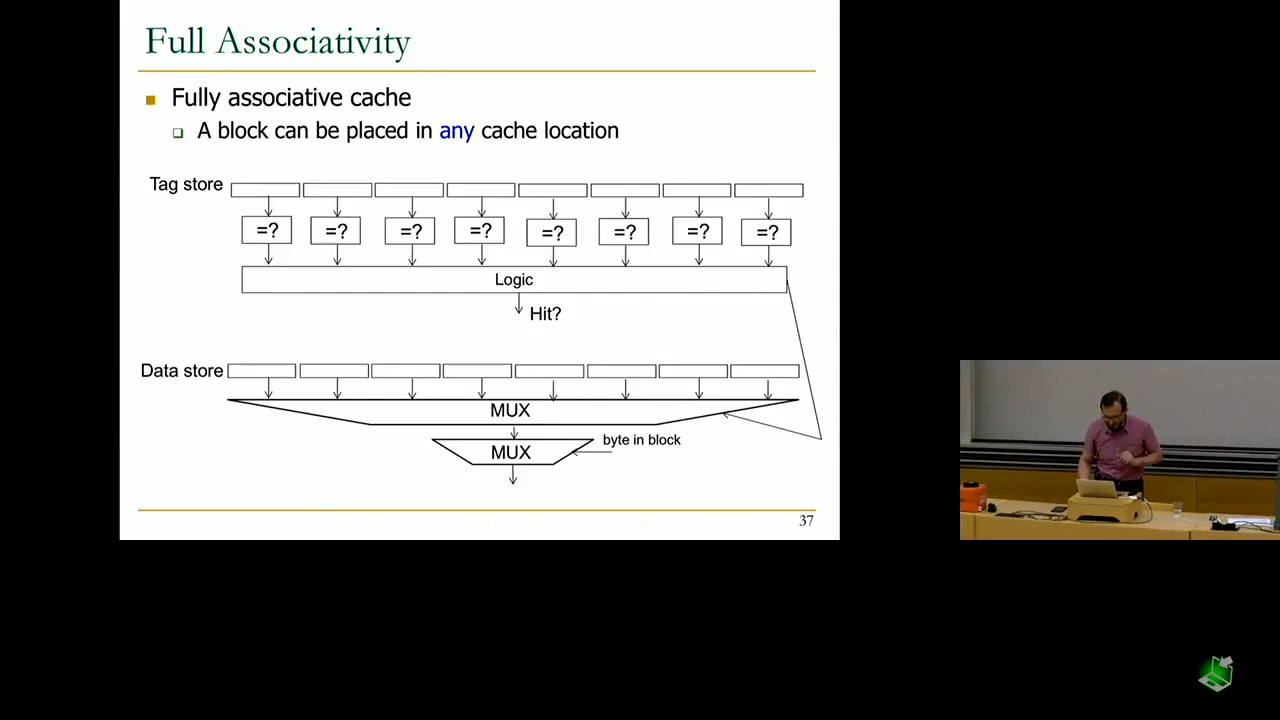 Full Associativity
Fully associative cache
A block can be placed in any cache location
Tag store
=? =? =? =? =? =? =? =?
Logic
Hit?
Data store
MUX
byte in block
MUX
37